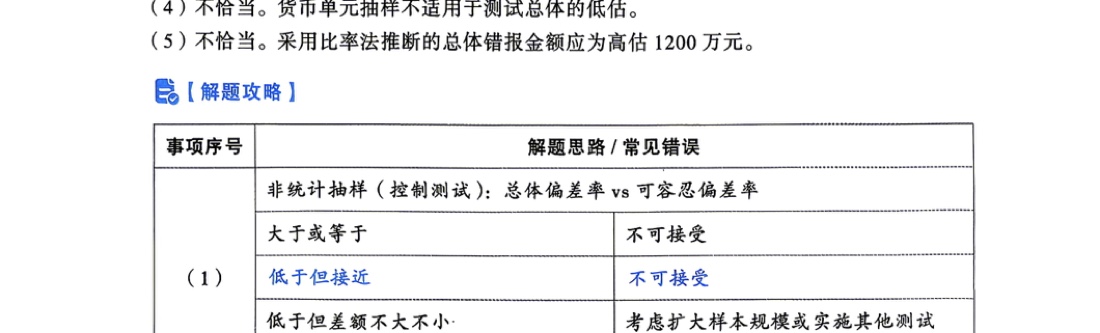 （4）不恰当。货币单元抽样不适用于测试总体的低估。
（5）不恰当。采用比率法推断的总体错报金额应为高估 1200 万元。
【解题攻略】
事项序号 解题思路 / 常见错误
非统计抽样（控制测试）：总体偏差率 vs 可容忍偏差率
大于或等于 不可接受
（1） 低于但接近 不可接受
低于但差额不大不小 考虑扩大样本规模或实施其他测试